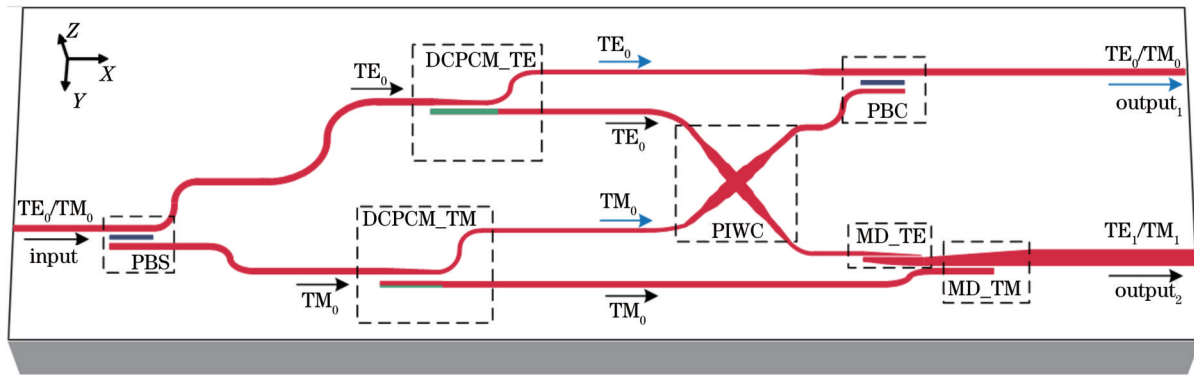 Z
X
Y
TE₀/TM₀
input
PBS
TE₀
DCPCM_TE
TE₀
TE₀
DCPCM_TM
TM₀
TM₀
TM₀
PIWC
PBC
TE₀/TM₀
output₁
MD_TE
MD_TM
TE₁/TM₁
output₂